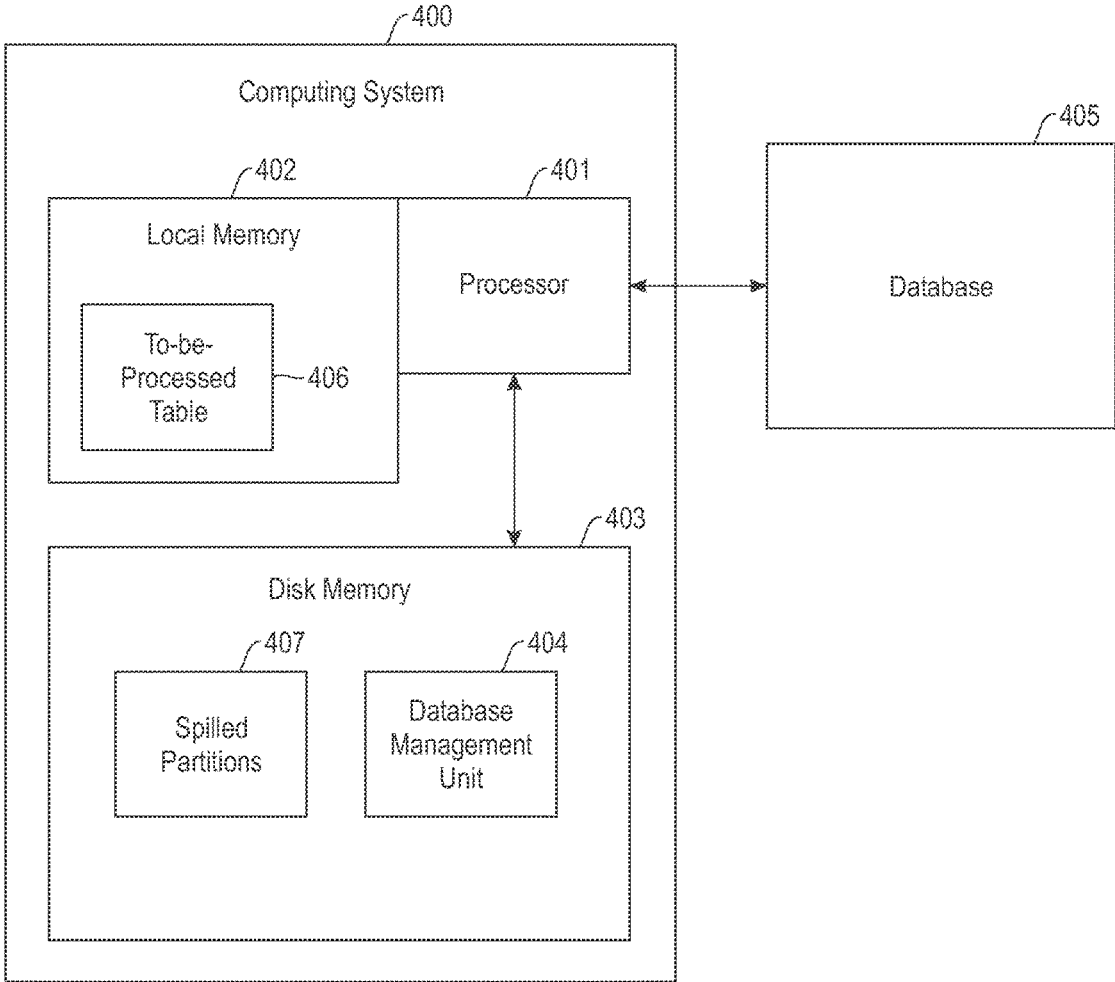 400
Computing System
405
402
401
Local Memory
Processor
Database
To-be-
Processed
Table
406
403
Disk Memory
407
404
Spilled
Partitions
Database
Management
Unit